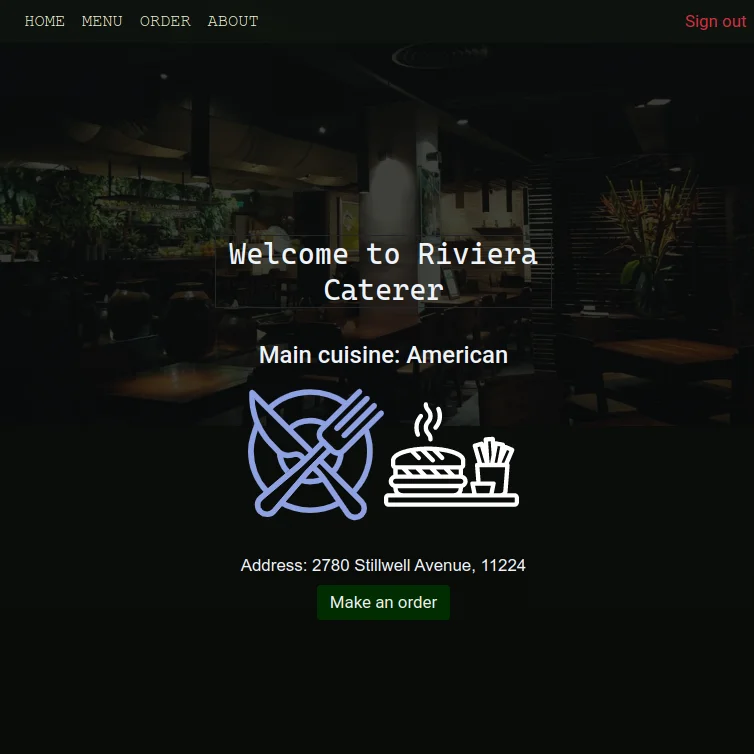 HOME MENU ORDER ABOUT Sign out
Welcome to Riviera
Caterer
Main cuisine: American
Address: 2780 Stillwell Avenue, 11224
Make an order